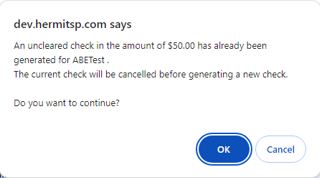 dev.hermitsp.com says
An uncleared check in the amount of $50.00 has already been
generated for ABETest .
The current check will be cancelled before generating a new check.
Do you want to continue?
OK
Cancel